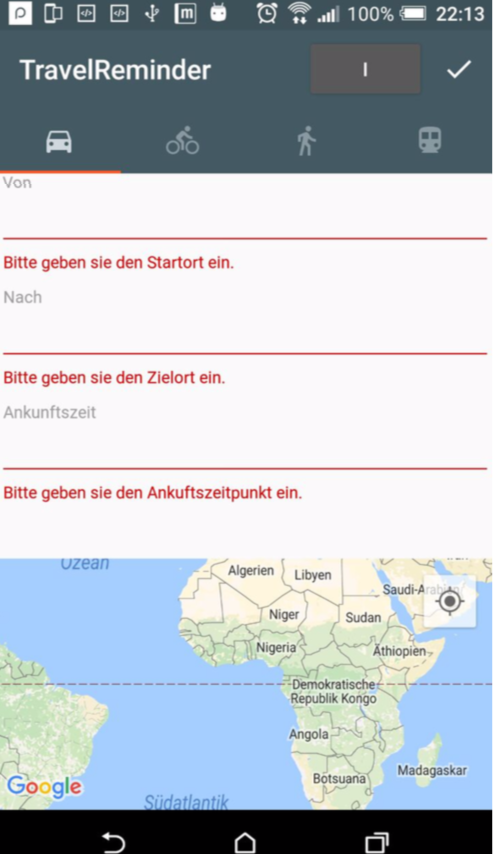 100% 22:13
TravelReminder
I
Von
Bitte geben sie den Startort ein.
Nach
Bitte geben sie den Zielort ein.
Ankunftszeit
Bitte geben sie den Ankuftszeitpunkt ein.
Ozean
Algerien
Libyen
Saudi-Arabien
Niger
Sudan
Nigeria
Äthiopien
Demokratische
Republik Kongo
Angola
Botsuana
Madagaskar
Google
Südatlantik